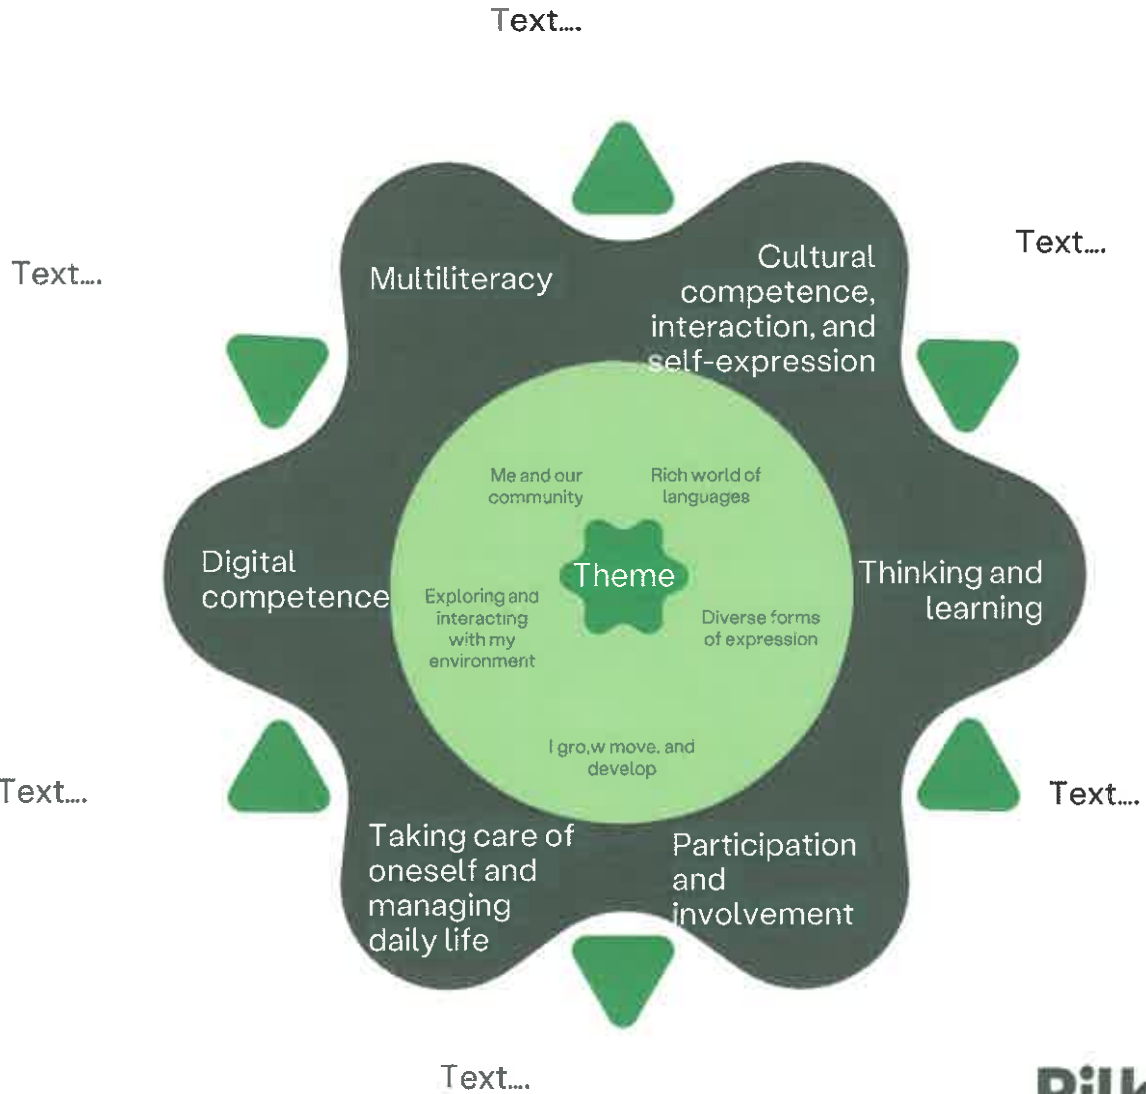 Text....
Text....
Text....
Multiliteracy
Cultural
competence,
interaction, and
self-expression
Me and our
community
Rich world of
languages
Digital
competence
Theme
Thinking and
learning
Exploring and
interacting
with my
environment
Diverse forms
of expression
I gro,w move, and
develop
Text....
Text....
Taking care of
oneself and
managing
daily life
Participation
and
involvement
Text....